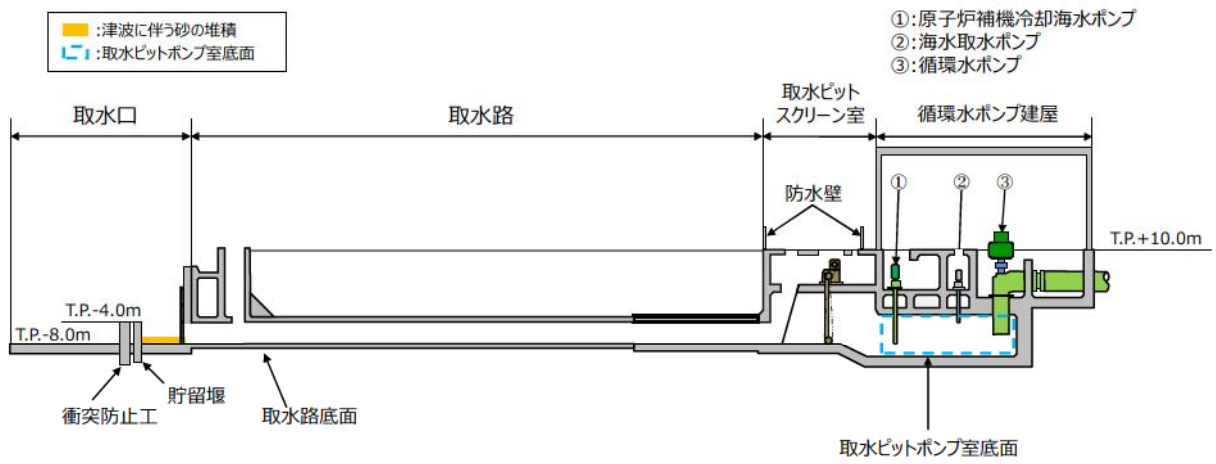 :津波に伴う砂の堆積
:取水ピットポンプ室底面
①:原子炉補機冷却海水ポンプ
②:海水取水ポンプ
③:循環水ポンプ
取水口
取水路
取水ピット
スクリーン室
循環水ポンプ建屋
防水壁
①
②
③
T.P.+10.0m
T.P.-4.0m
T.P.-8.0m
衝突防止工
貯留堰
取水路底面
取水ピットポンプ室底面